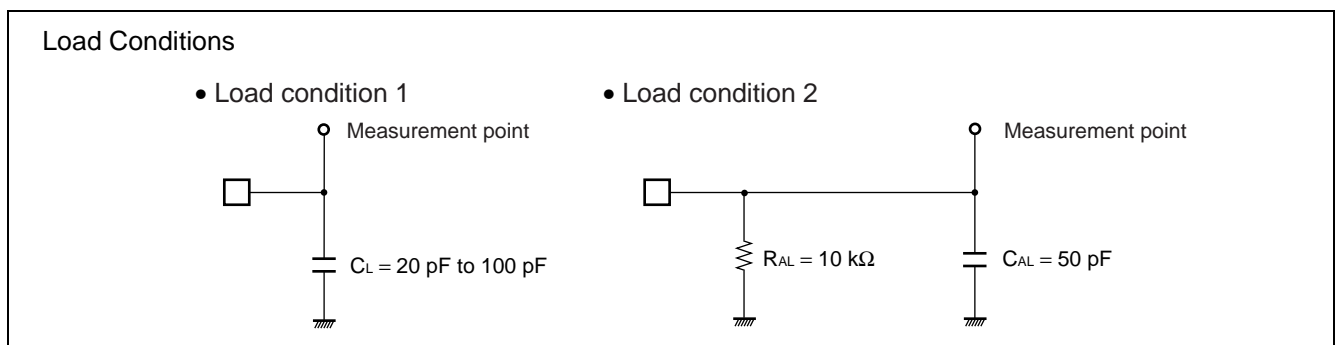 Load Conditions
• Load condition 1
• Load condition 2
Measurement point
Measurement point
CL = 20 pF to 100 pF
RAL = 10 kΩ
CAL = 50 pF